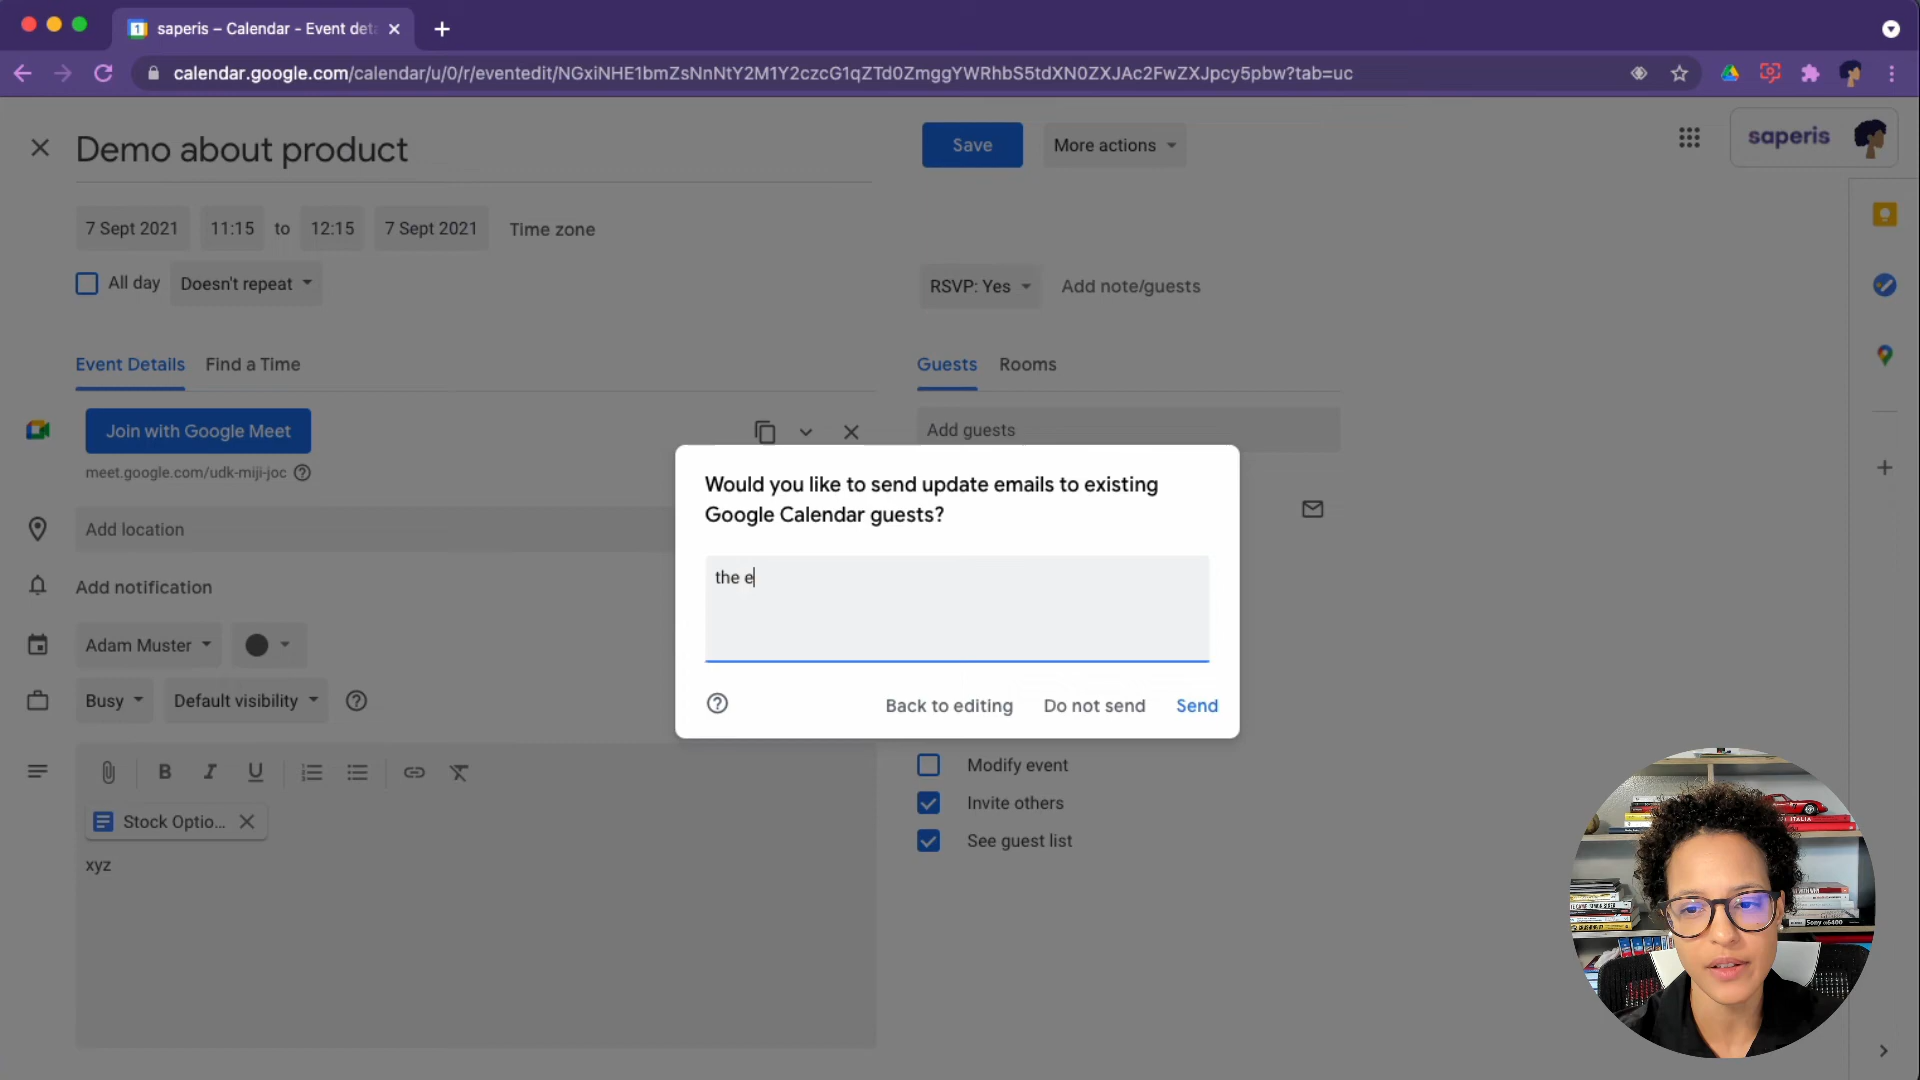 saperis – Calendar - Event deta
calendar.google.com/calendar/u/0/r/eventedit/NGxiNHE1bmZsNnNtY2M1Y2czcG1qZTd0ZmggYWRhbS5tdXN0ZXJAc2FwZXJpcy5pbw?tab=uc
Demo about product
Save
More actions
saperis
7 Sept 2021
11:15
to
12:15
7 Sept 2021
Time zone
All day
Doesn't repeat
RSVP: Yes
Add note/guests
Event Details
Find a Time
Guests
Rooms
Join with Google Meet
Add guests
meet.google.com/udk-miji-joc
Would you like to send update emails to existing
Google Calendar guests?
Add location
the e
Add notification
Adam Muster
Back to editing
Do not send
Send
Busy
Default visibility
Modify event
Invite others
Stock Optio...
See guest list
xyz
ITALIA
Sony α6400